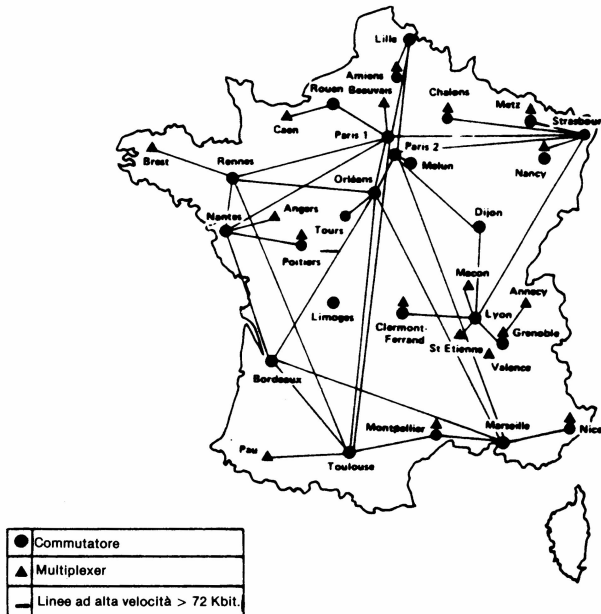 Lille
Amiens
Beauvais
Rouen
Chalons
Metz
Strasbour
Caen
Paris 1
Paris 2
Brest
Rennes
Melun
Nancy
Orléans
Nantes
Angers
Tours
Dijon
Poitiers
Macon
Annecy
Limoges
Lyon
Clermont-
Ferrand
Grenoble
St Etienne
Valence
Bordeaux
Montpellier
Marseille
Nice
Pau
Toulouse
Commutatore
Multiplexer
Linee ad alta velocità > 72 Kbit.